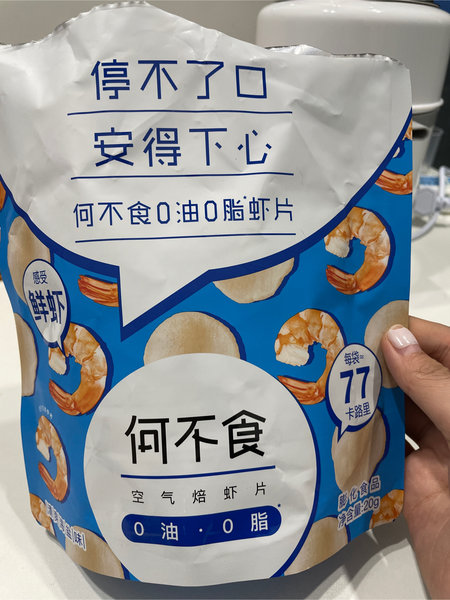 停不了口
安得下心
何不食0油0脂*虾片
感受
鲜虾
每袋≈
77
卡路里
何不食
空气焙虾片
0油·0脂*
味]
膨化食品
净含量:20g